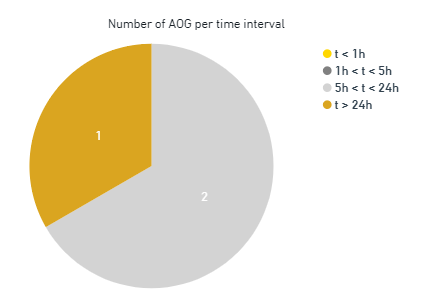 Number of AOG per time interval
t < 1h
1h < t < 5h
5h < t < 24h
t > 24h
1
2